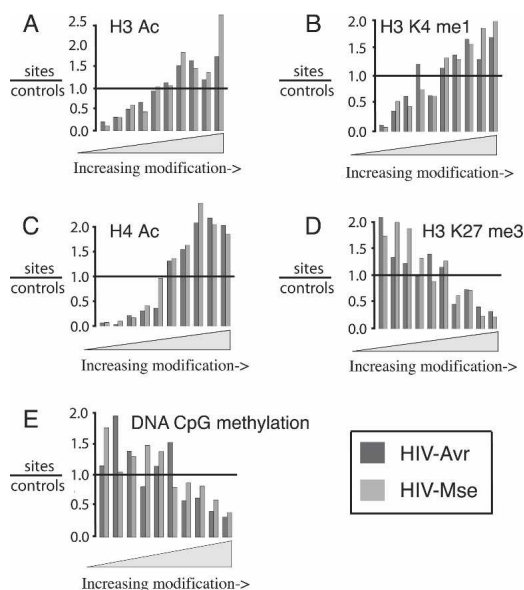 A
H3 Ac
sites
controls
2.5
2.0
1.5
1.0
0.5
0.0
Increasing modification->
B
H3 K4 me1
2.0
1.5
1.0
0.5
0.0
Increasing modification->
C
H4 Ac
sites
controls
2.0
1.5
1.0
0.5
0.0
Increasing modification->
D
H3 K27 me3
sites
controls
2.0
1.5
1.0
0.5
0.0
Increasing modification->
E
DNA CpG methylation
sites
controls
2.0
1.5
1.0
0.5
0.0
Increasing modification->
HIV-Avr
HIV-Mse